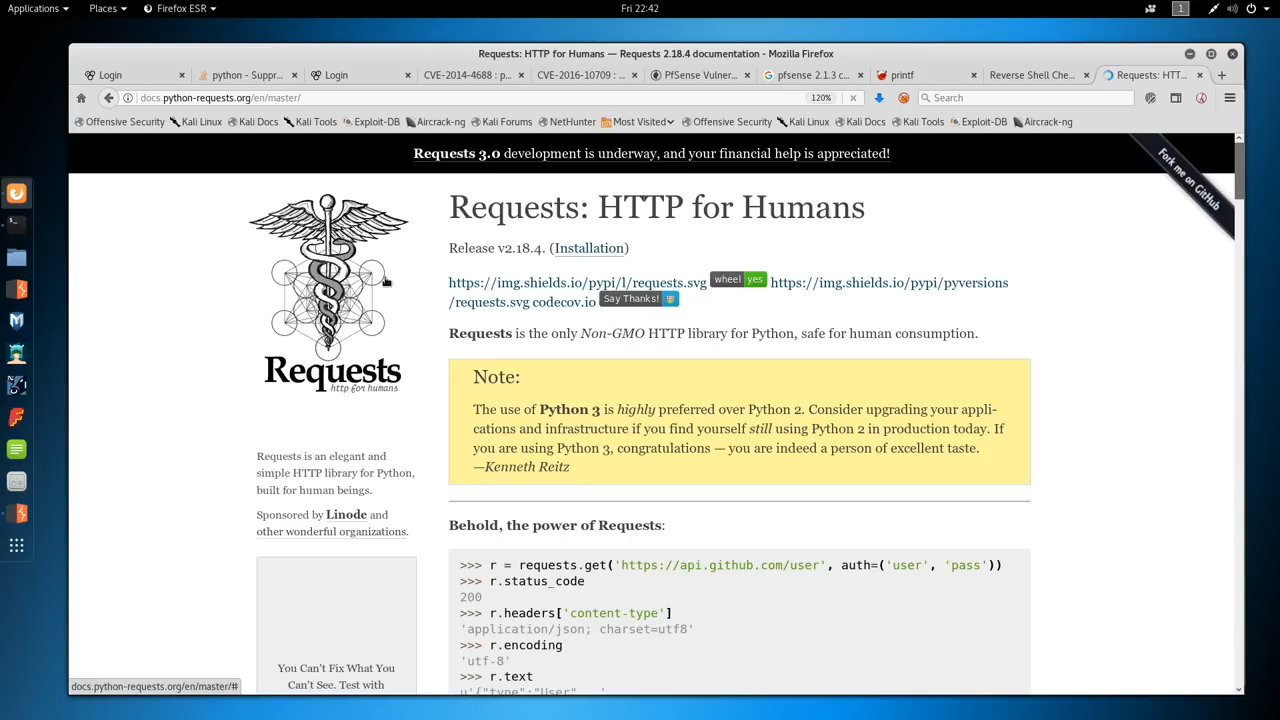 Applications
Places
Firefox ESR
Fri 22:42
1
Requests: HTTP for Humans — Requests 2.18.4 documentation - Mozilla Firefox
Login
python - Suppr...
Login
CVE-2014-4688 : p...
CVE-2016-10709 : ...
PfSense Vulner...
pfsense 2.1.3 c...
printf
Reverse Shell Che...
Requests: HTT...
docs.python-requests.org/en/master/
120%
Search
Offensive Security
Kali Linux
Kali Docs
Kali Tools
Exploit-DB
Aircrack-ng
Kali Forums
NetHunter
Most Visited
Offensive Security
Kali Linux
Kali Docs
Kali Tools
Exploit-DB
Aircrack-ng
Requests 3.0 development is underway, and your financial help is appreciated!
Fork me on GitHub
Requests
http for humans
Requests is an elegant and
simple HTTP library for Python,
built for human beings.
Sponsored by Linode and
other wonderful organizations.
You Can't Fix What You
Can't See. Test with
Requests: HTTP for Humans
Release v2.18.4. (Installation)
https://img.shields.io/pypi/l/requests.svg wheel yes https://img.shields.io/pypi/pyversions
/requests.svg codecov.io Say Thanks!
Requests is the only Non-GMO HTTP library for Python, safe for human consumption.
Note:
The use of Python 3 is highly preferred over Python 2. Consider upgrading your appli-
cations and infrastructure if you find yourself still using Python 2 in production today. If
you are using Python 3, congratulations — you are indeed a person of excellent taste.
—Kenneth Reitz
Behold, the power of Requests:
>>> r = requests.get('https://api.github.com/user', auth=('user', 'pass'))
>>> r.status_code
200
>>> r.headers['content-type']
'application/json; charset=utf8'
>>> r.encoding
'utf-8'
>>> r.text
u'{"type":"User"...'
docs.python-requests.org/en/master/#